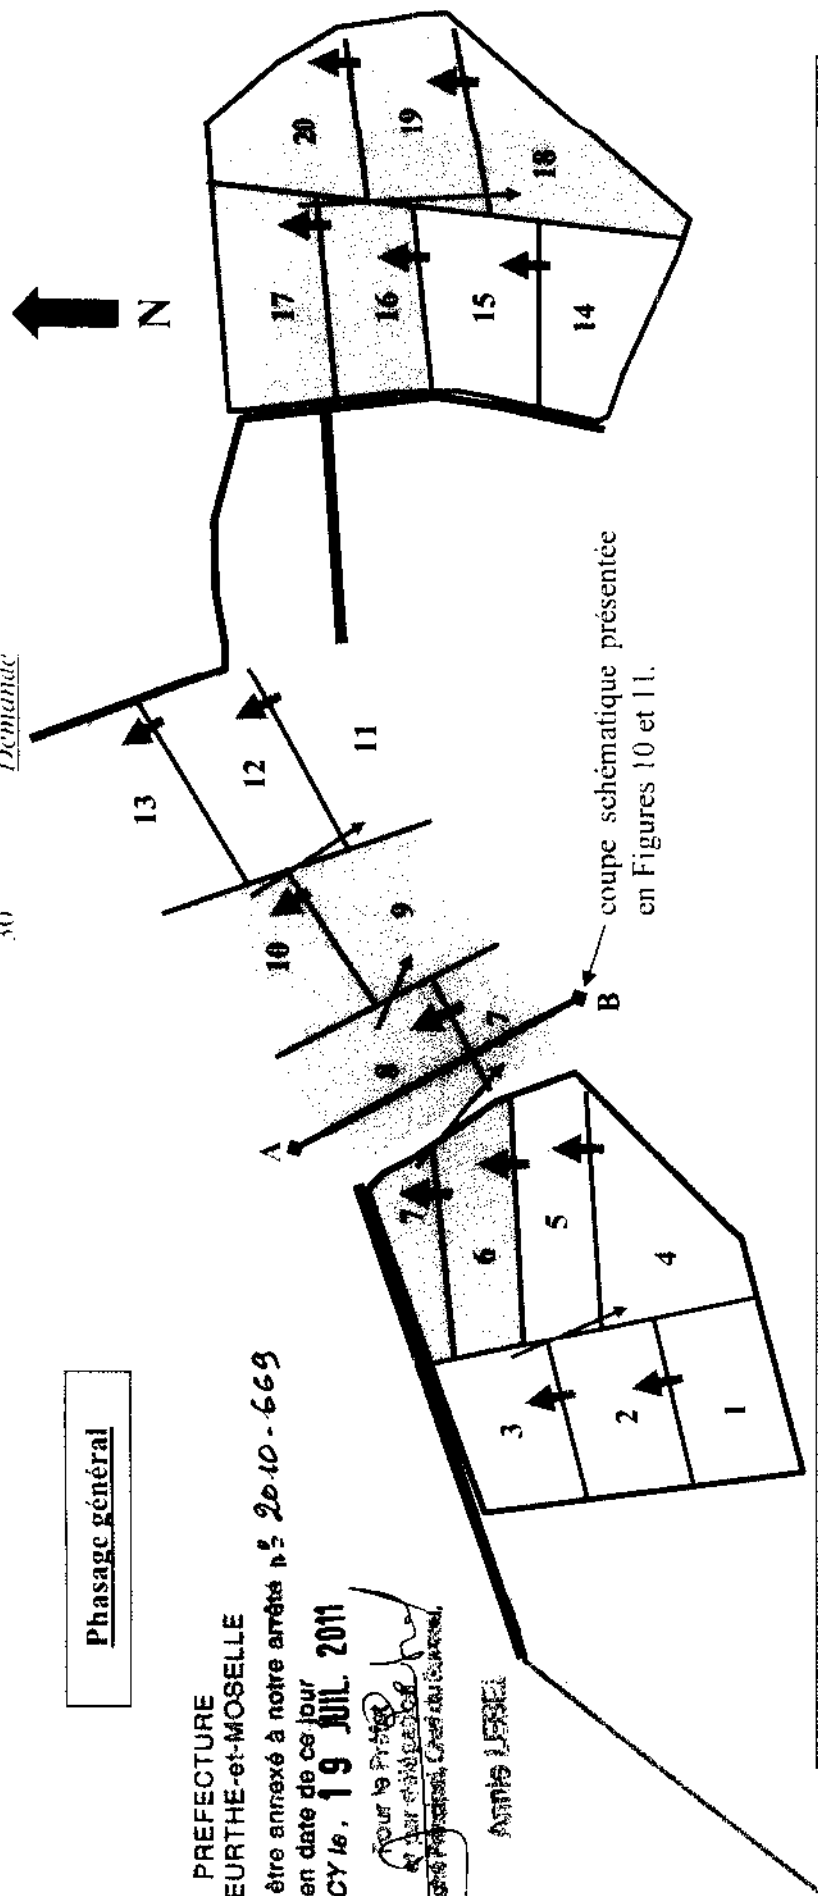 30
Demande
Phasage général
PREFECTURE
EURTHE-et-MOSELLE
être annexé à notre arrêté n° 2010-669
en date de ce jour
CY le, 19 JUIL. 2011
Pour le Préfet
Annie
N
A
B
coupe schématique présentée
en Figures 10 et 11.
1
2
3
4
5
6
7
7
8
9
10
11
12
13
14
15
16
17
18
19
20